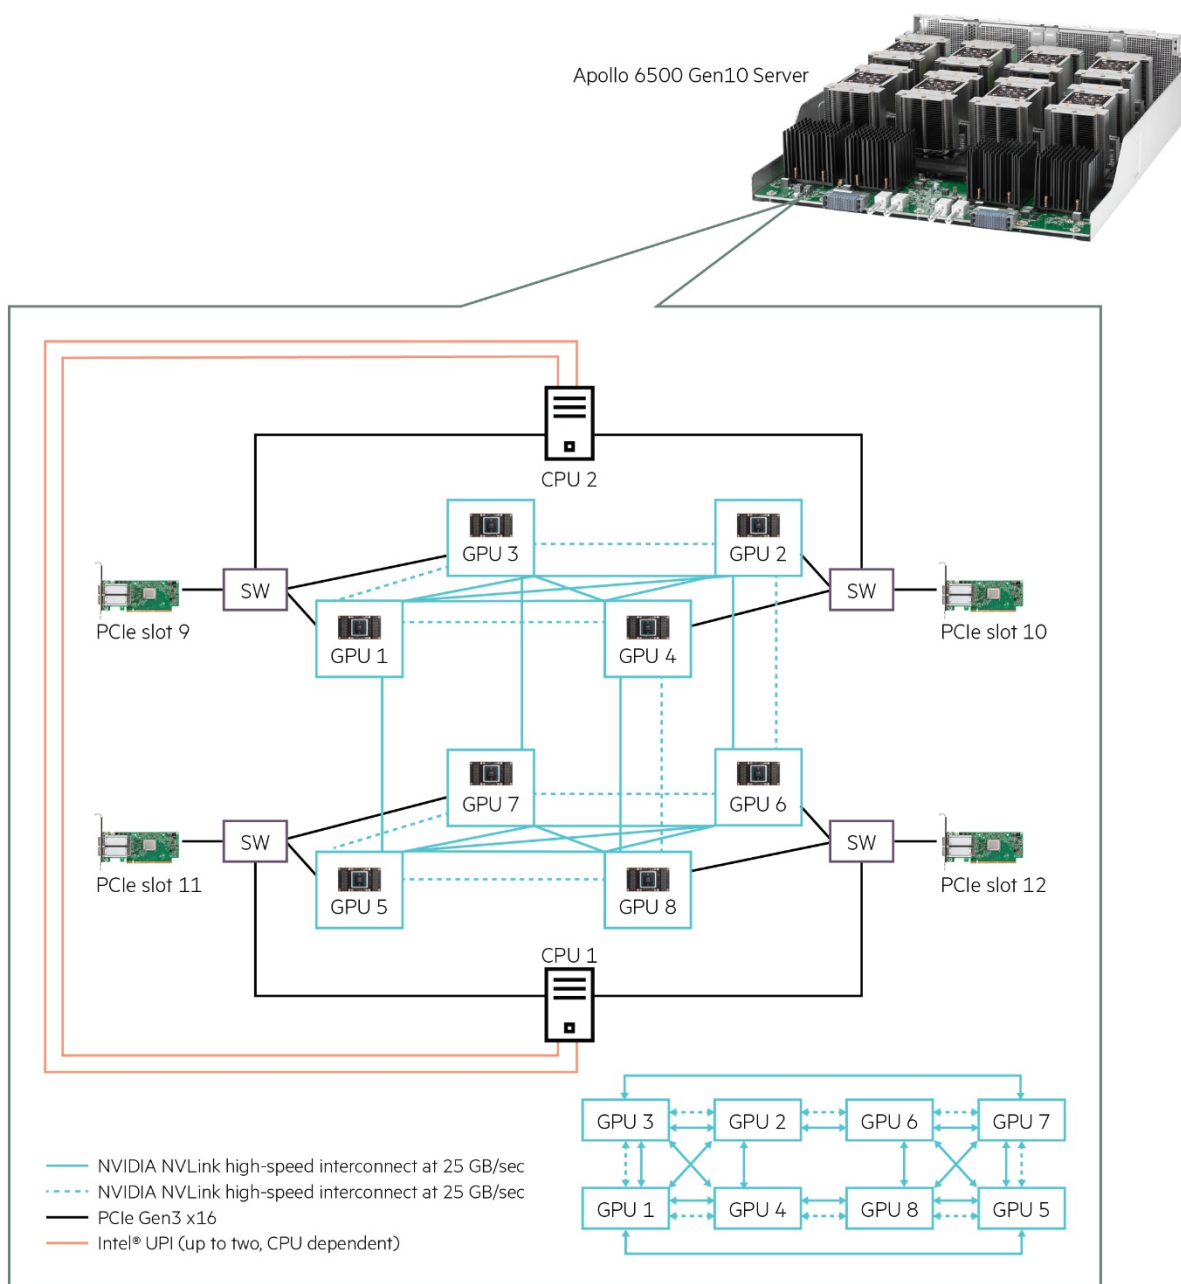 Apollo 6500 Gen10 Server
CPU 2
GPU 3
GPU 2
SW
SW
PCIe slot 9
GPU 1
GPU 4
PCIe slot 10
GPU 7
GPU 6
SW
SW
PCIe slot 11
GPU 5
GPU 8
PCIe slot 12
CPU 1
GPU 3
GPU 2
GPU 6
GPU 7
GPU 1
GPU 4
GPU 8
GPU 5
NVIDIA NVLink high-speed interconnect at 25 GB/sec
NVIDIA NVLink high-speed interconnect at 25 GB/sec
PCIe Gen3 x16
Intel® UPI (up to two, CPU dependent)